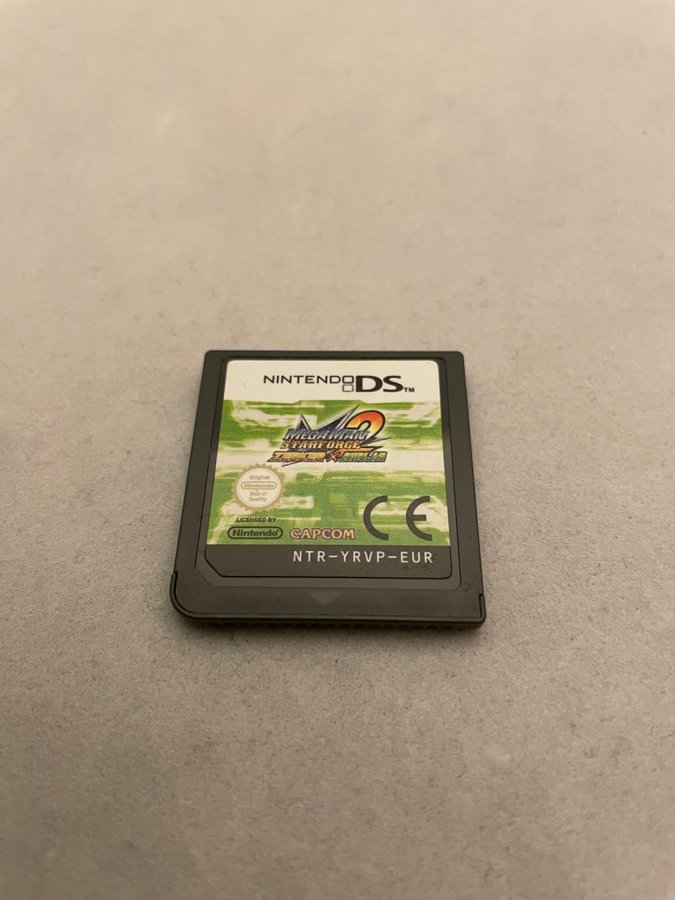 NINTENDO DS™
MEGAMAN 2
STARFORCE
ZERKER × NINJA
Original
Nintendo
Seal of
Quality
LICENSED BY
Nintendo®
CAPCOM
CE
NTR-YRVP-EUR